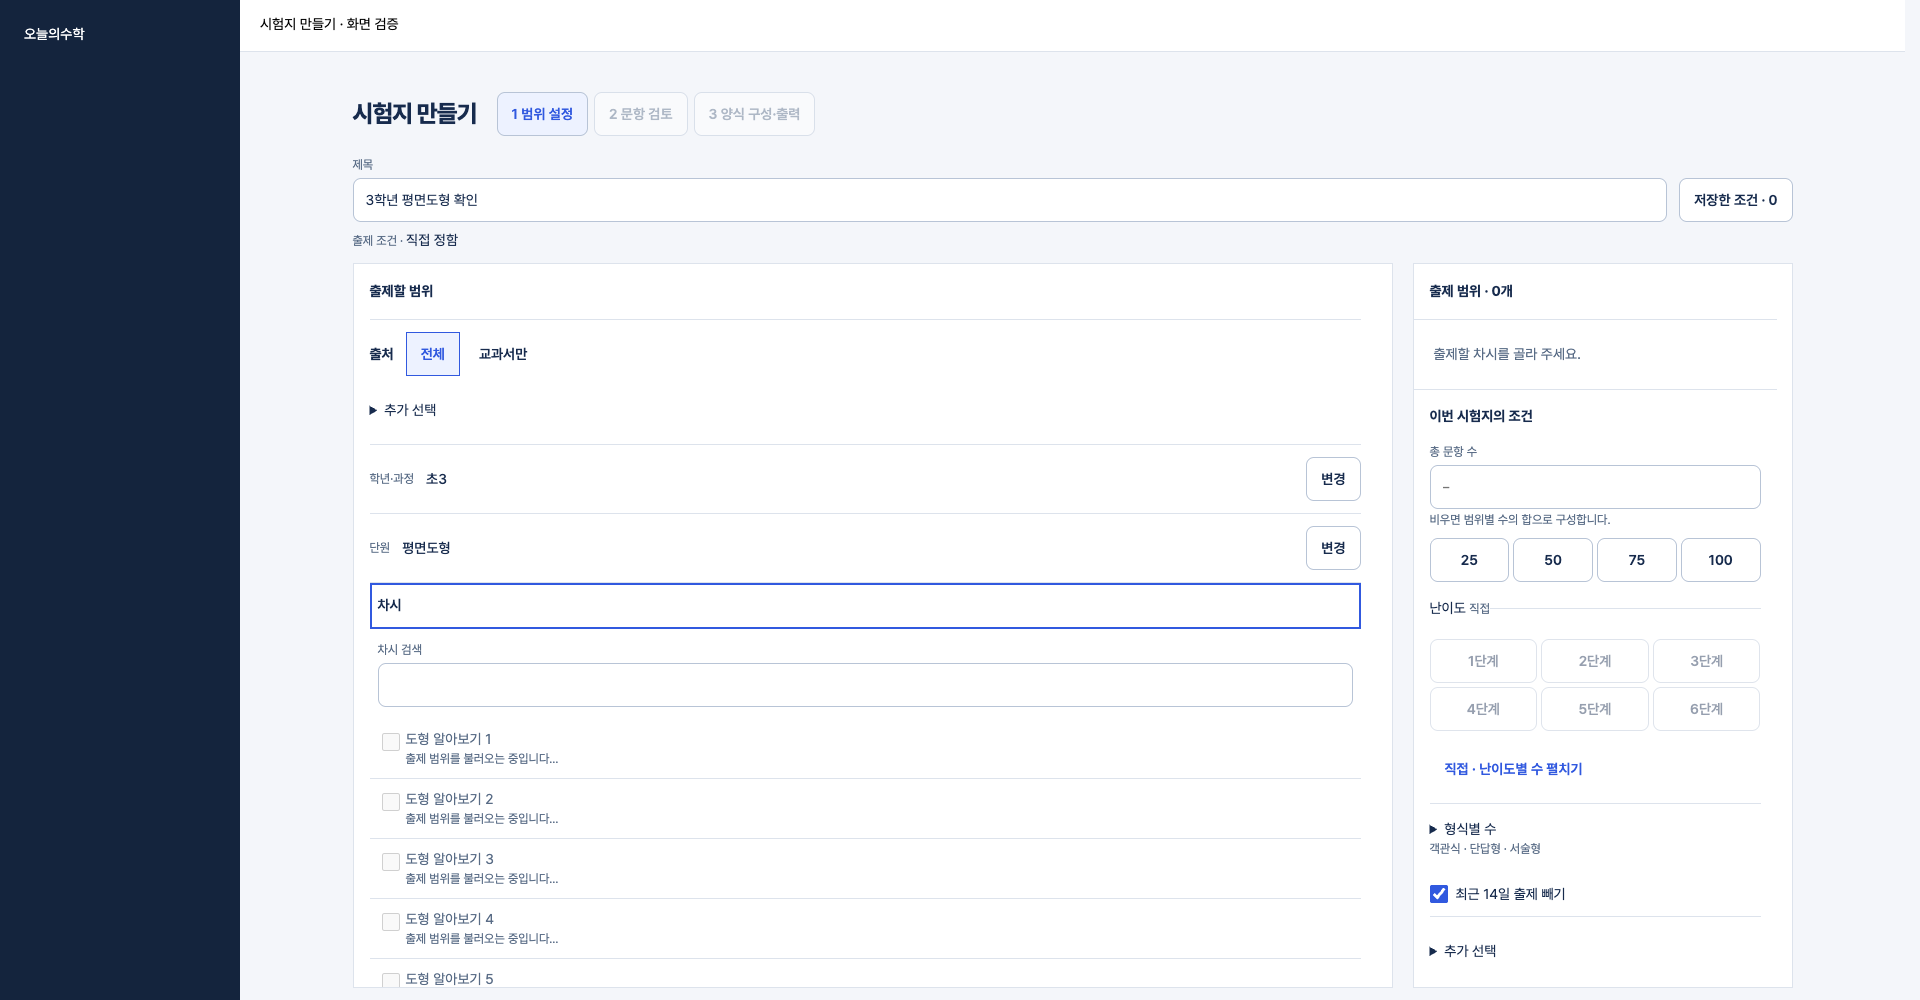 오늘의수학
시험지 만들기 · 화면 검증
시험지 만들기
1 범위 설정
2 문항 검토
3 양식 구성·출력
제목
3학년 평면도형 확인
저장한 조건 · 0
출제 조건 · 직접 정함
출제할 범위
출처 전체 교과서만
▶ 추가 선택
학년·과정 초3 변경
단원 평면도형 변경
차시
차시 검색
도형 알아보기 1
출제 범위를 불러오는 중입니다...
도형 알아보기 2
출제 범위를 불러오는 중입니다...
도형 알아보기 3
출제 범위를 불러오는 중입니다...
도형 알아보기 4
출제 범위를 불러오는 중입니다...
도형 알아보기 5
출제 범위 · 0개
출제할 차시를 골라 주세요.
이번 시험지의 조건
총 문항 수
–
비우면 범위별 수의 합으로 구성합니다.
25 50 75 100
난이도 직접
1단계 2단계 3단계
4단계 5단계 6단계
직접 · 난이도별 수 펼치기
▶ 형식별 수
객관식 · 단답형 · 서술형
최근 14일 출제 빼기
▶ 추가 선택